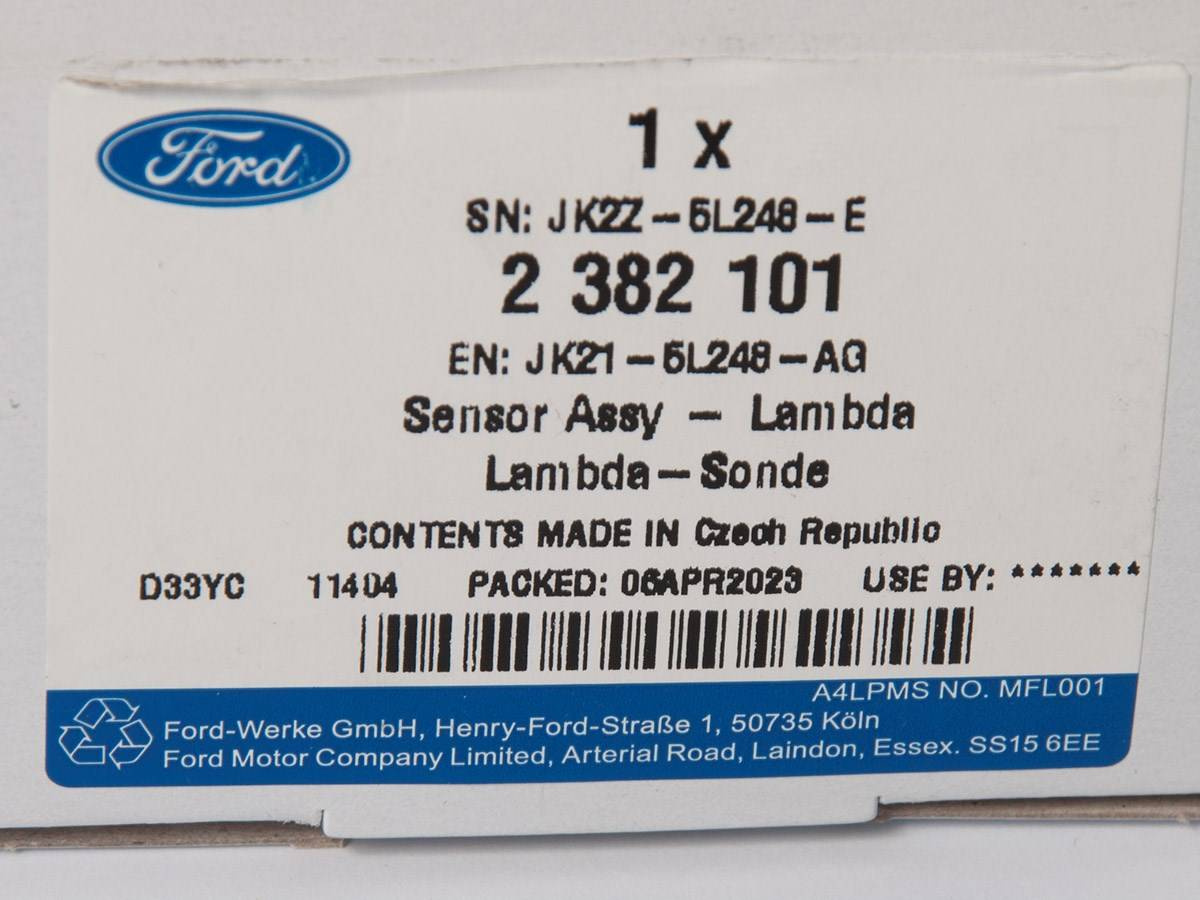 Ford
1 x
SN: JK2Z-5L248-E
2 382 101
EN: JK21-5L248-AG
Sensor Assy - Lambda
Lambda-Sonde
CONTENTS MADE IN Czech Republic
D33YC 11404 PACKED: 06APR2023 USE BY: *******
A4LPMS NO. MFL001
Ford-Werke GmbH, Henry-Ford-Straße 1, 50735 Köln
Ford Motor Company Limited, Arterial Road, Laindon, Essex. SS15 6EE